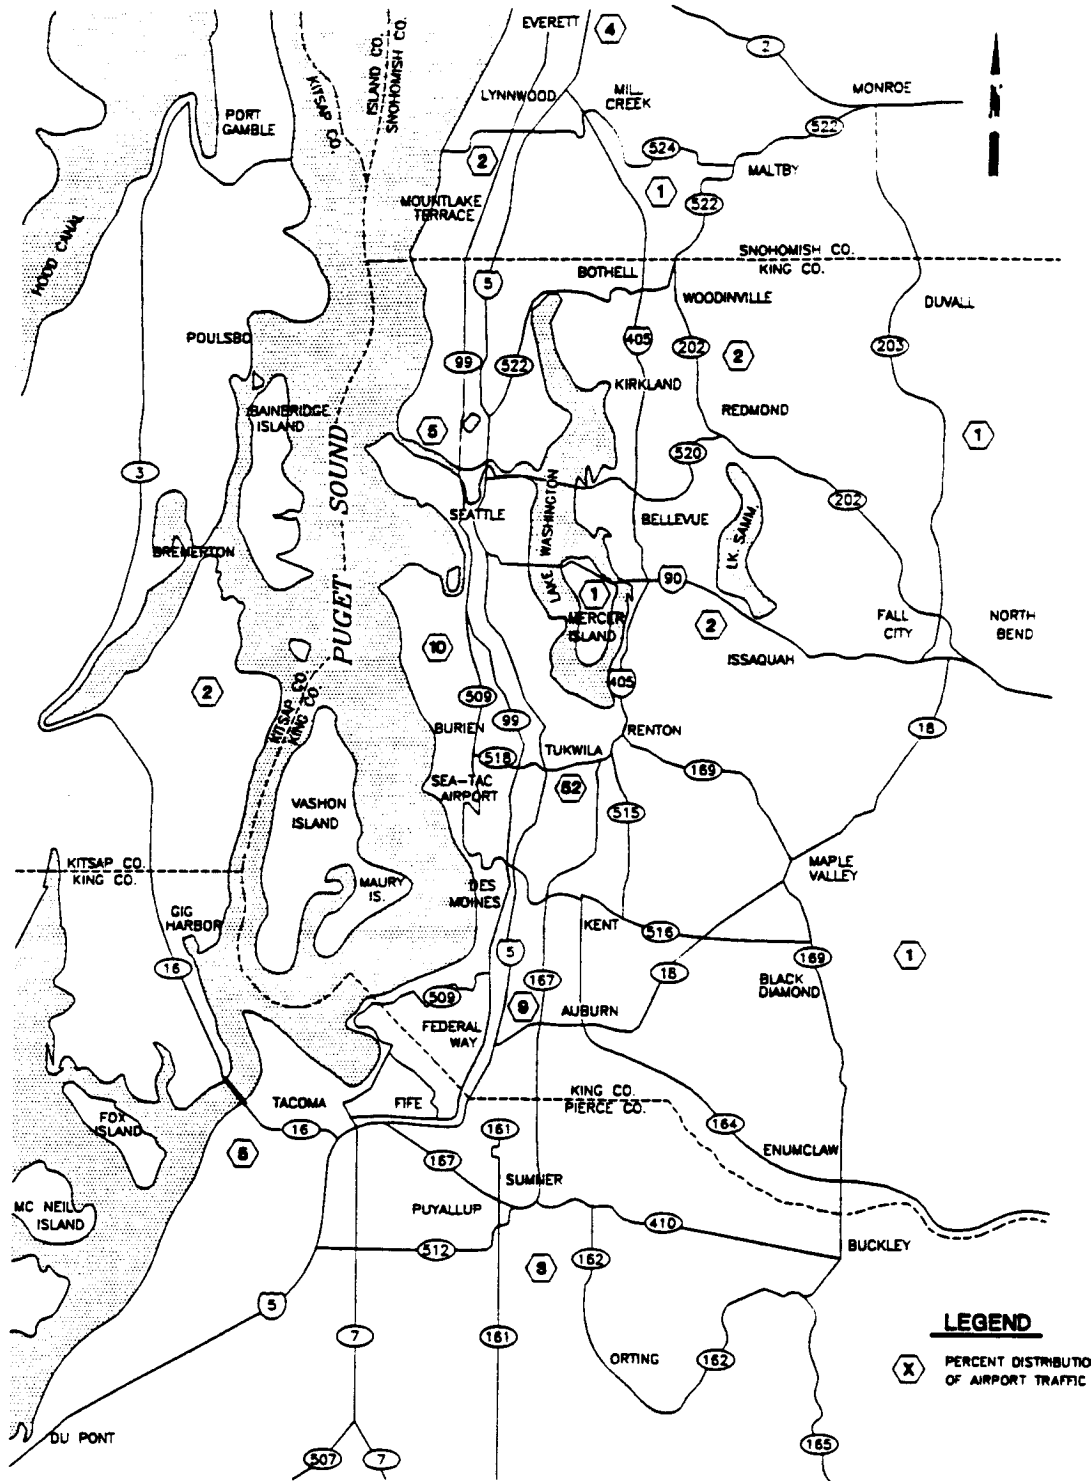 EVERETT
4
2
ISLAND CO.
SNOHOMISH CO.
KITSAP CO.
LYNNWOOD
MILL
CREEK
MONROE
N
PORT
GAMBLE
522
524
2
MALTBY
1
MOUNTLAKE
TERRACE
522
HOOD CANAL
SNOHOMISH CO.
KING CO.
BOTHELL
5
WOODINVILLE
DUVALL
POULSBO
405
202
2
203
99
522
KIRKLAND
BAINBRIDGE
ISLAND
REDMOND
5
1
3
520
PUGET SOUND
SEATTLE
LAKE WASHINGTON
BELLEVUE
LK. SAMM.
202
BREMERTON
90
1
MERCER
ISLAND
2
FALL
CITY
NORTH
BEND
10
ISSAQUAH
2
KITSAP CO.
KING CO.
509
405
99
BURIEN
RENTON
18
518
TUKWILA
169
SEA-TAC
AIRPORT
52
VASHON
ISLAND
515
KITSAP CO.
KING CO.
MAPLE
VALLEY
MAURY
IS.
DES
MOINES
GIG
HARBOR
KENT
516
16
5
167
18
169
1
BLACK
DIAMOND
509
9
AUBURN
FEDERAL
WAY
TACOMA
FIFE
KING CO.
PIERCE CO.
FOX
ISLAND
16
161
164
ENUMCLAW
167
SUMNER
MC NEIL
ISLAND
PUYALLUP
410
BUCKLEY
512
162
3
5
LEGEND
7
161
ORTING
162
X
PERCENT DISTRIBUTIO
OF AIRPORT TRAFFIC
DU PONT
507
7
165